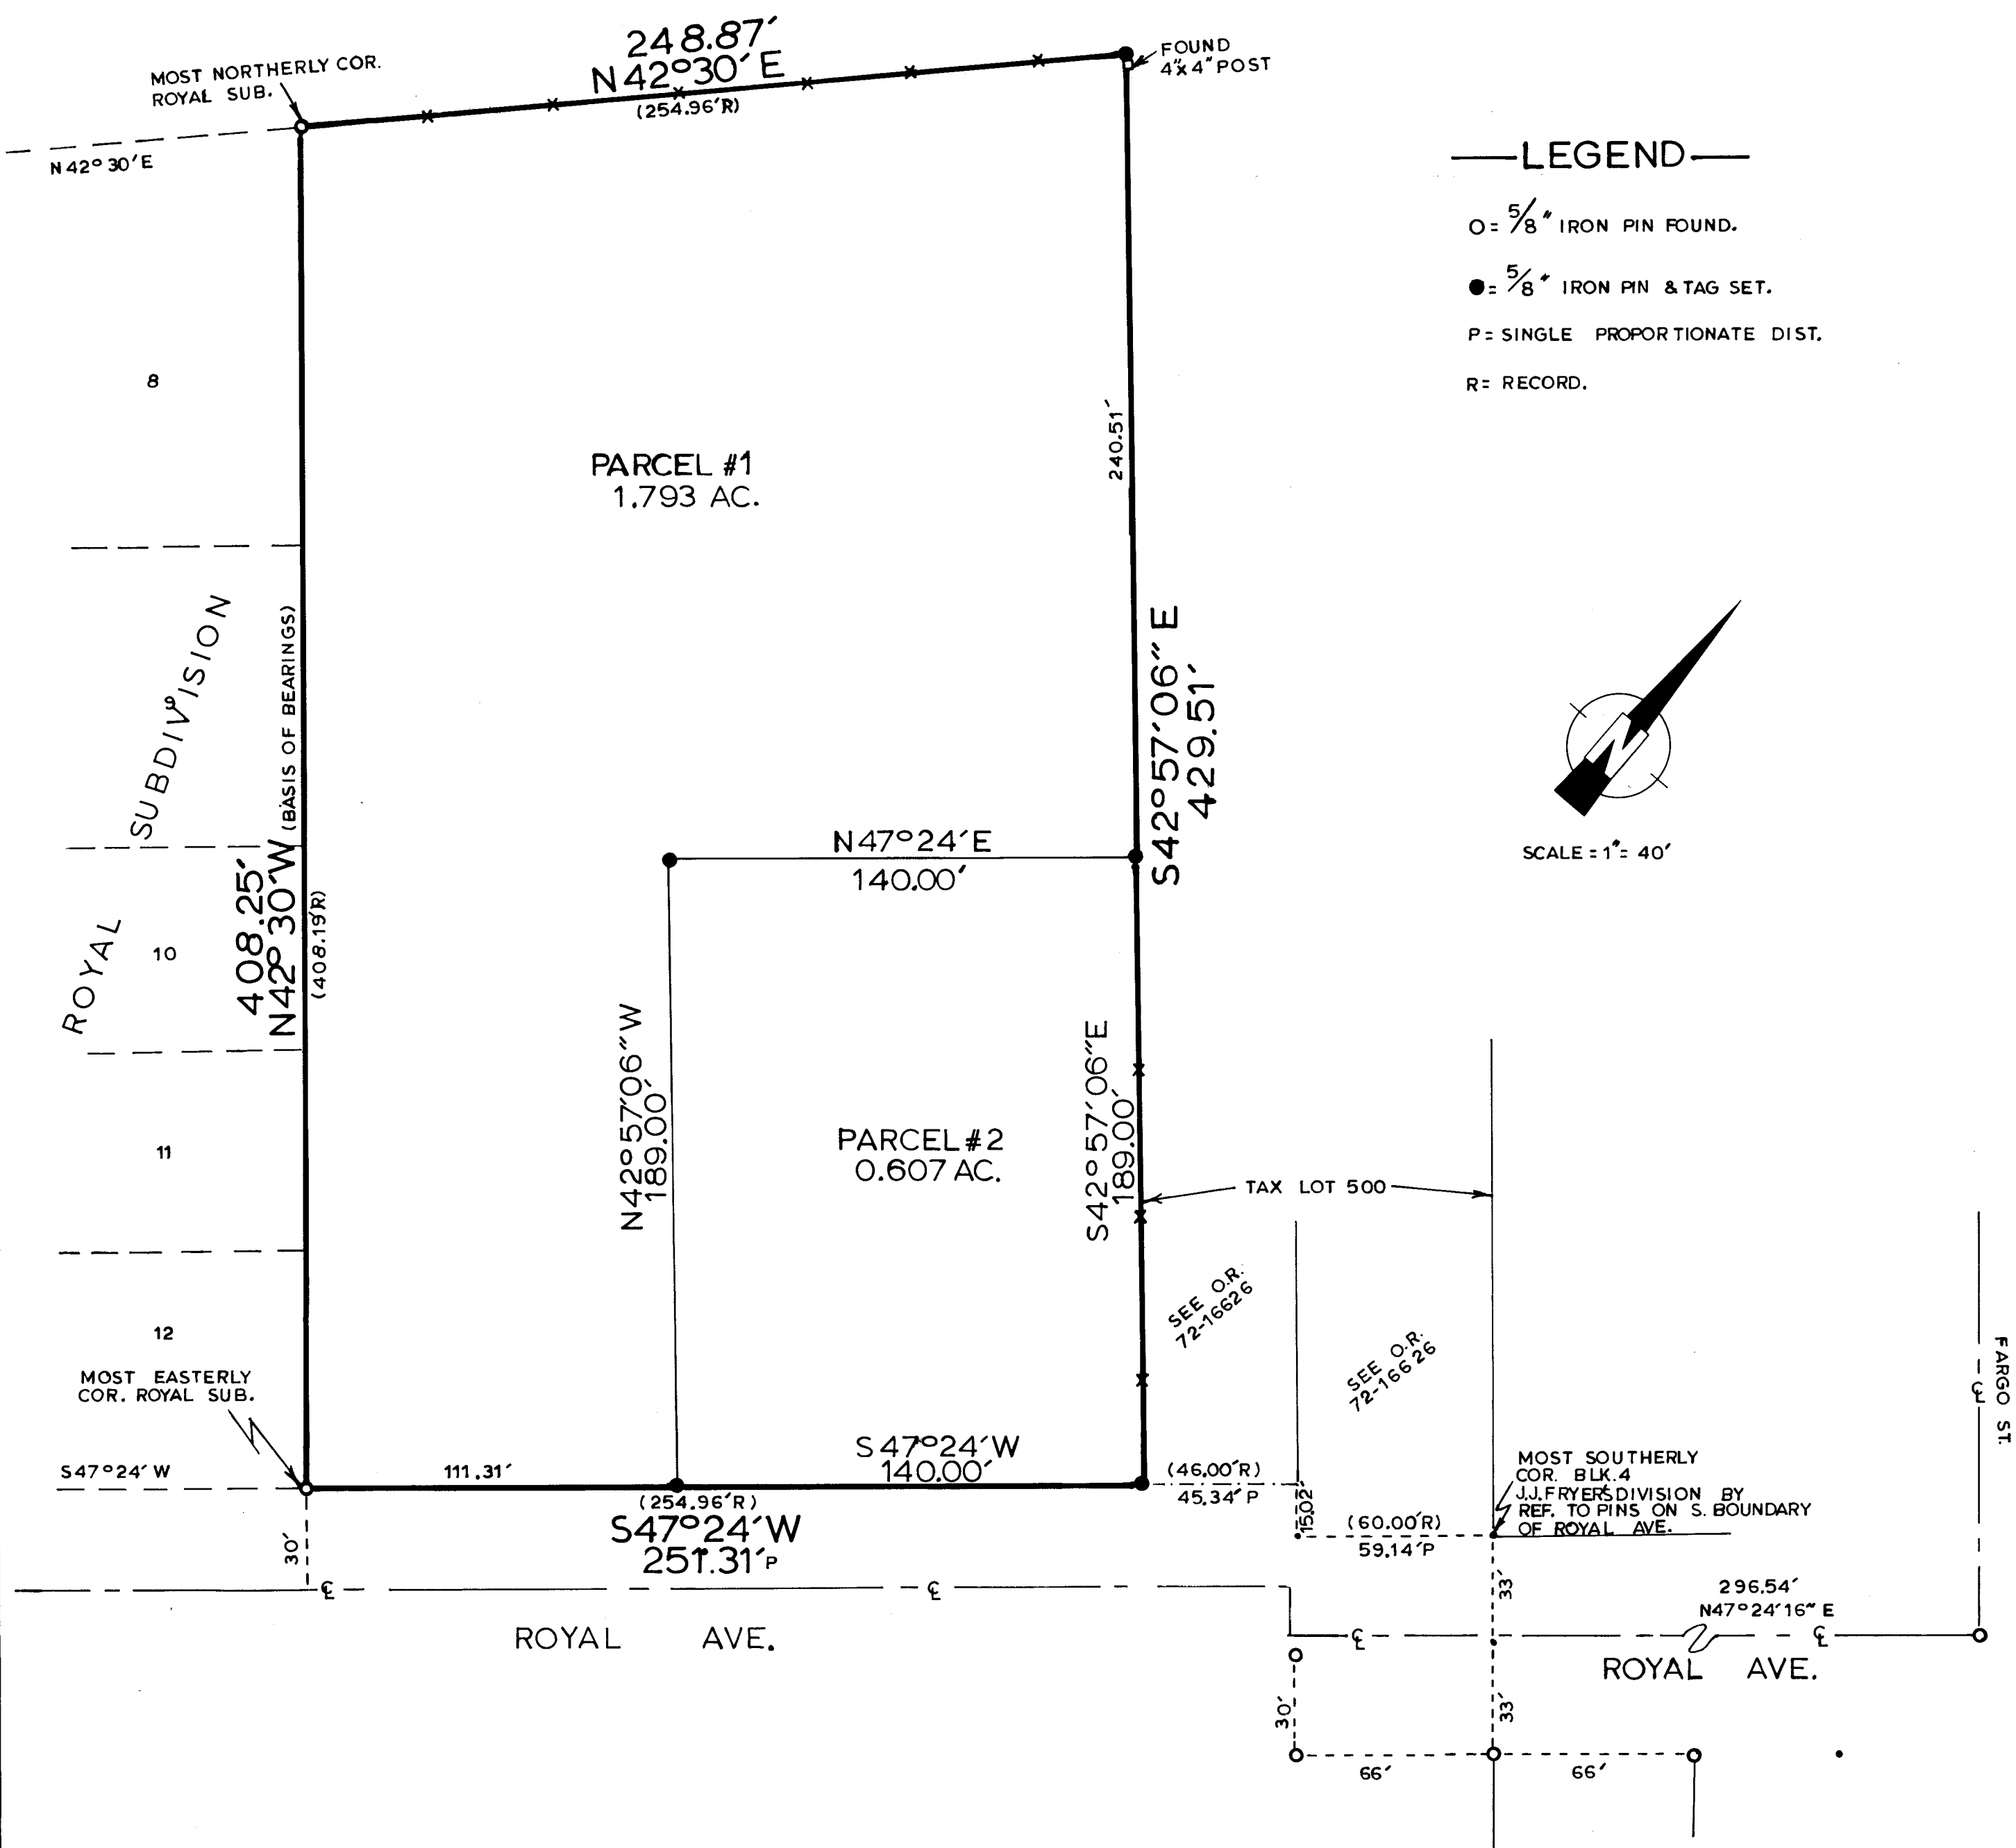 248.87′
N42°30′E
(254.96′R)
MOST NORTHERLY COR.
ROYAL SUB.
N42°30′E
FOUND
4"x4" POST
LEGEND
O= 5/8" IRON PIN FOUND.
●= 5/8" IRON PIN & TAG SET.
P= SINGLE PROPORTIONATE DIST.
R= RECORD.
8
PARCEL #1
1.793 AC.
240.51′
ROYAL SUBDIVISION
9
(BASIS OF BEARINGS)
408.25′
N42°30′W
(408.19′R)
S42°57′06″E
429.51′
SCALE = 1"= 40′
N47°24′E
140.00′
10
N42°57′06″W
189.00′
S42°57′06″E
189.00′
11
PARCEL #2
0.607 AC.
TAX LOT 500
SEE O.R.
72-16626
SEE O.R.
72-16626
12
MOST EASTERLY
COR. ROYAL SUB.
FARGO ST.
℄
S47°24′W
111.31′
S47°24′W
140.00′
(254.96′R)
S47°24′W
251.31′P
(46.00′R)
45.34′P
15.02′
(60.00′R)
59.14′P
MOST SOUTHERLY
COR. BLK.4
J.J.FRYER'S DIVISION BY
REF. TO PINS ON S. BOUNDARY
OF ROYAL AVE.
30′
℄
℄
33′
296.54′
N47°24′16″E
ROYAL AVE.
℄
℄
ROYAL AVE.
30′
33′
66′
66′